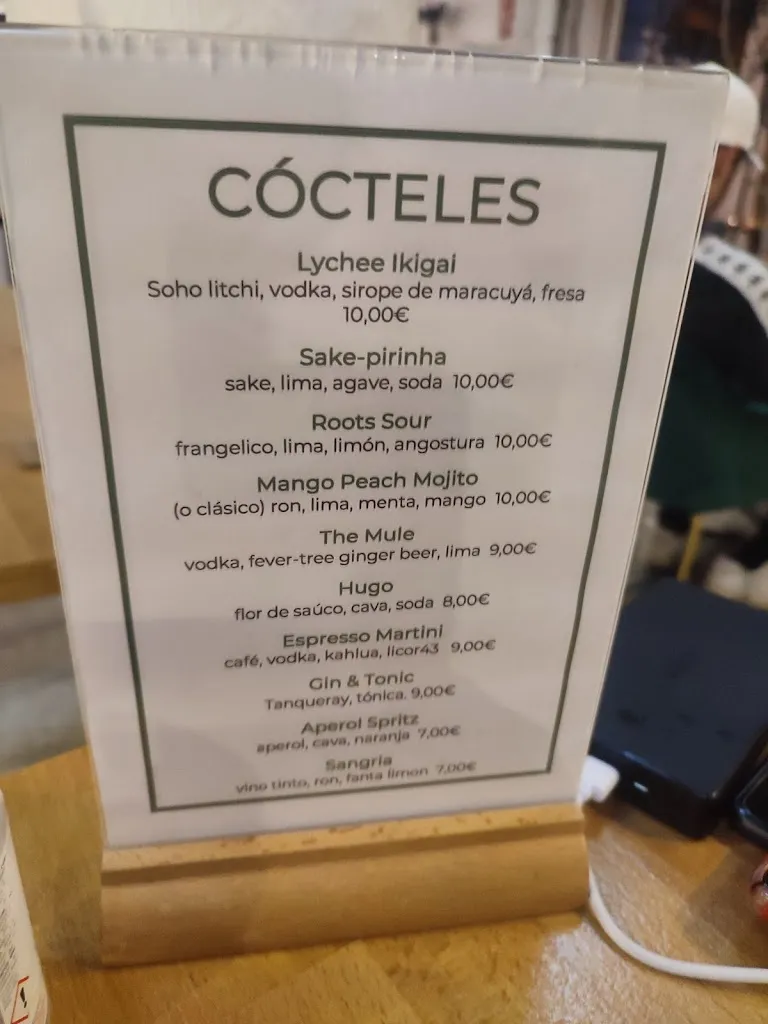 CÓCTELES
Lychee Ikigai
Soho litchi, vodka, sirope de maracuyá, fresa
10,00€
Sake-pirinha
sake, lima, agave, soda 10,00€
Roots Sour
frangelico, lima, limón, angostura 10,00€
Mango Peach Mojito
(o clásico) ron, lima, menta, mango 10,00€
The Mule
vodka, fever-tree ginger beer, lima 9,00€
Hugo
flor de saúco, cava, soda 8,00€
Espresso Martini
café, vodka, kahlua, licor43 9,00€
Gin & Tonic
Tanqueray, tónica. 9,00€
Aperol Spritz
aperol, cava, naranja 7,00€
Sangria
vino tinto, ron, fanta limon 7,00€